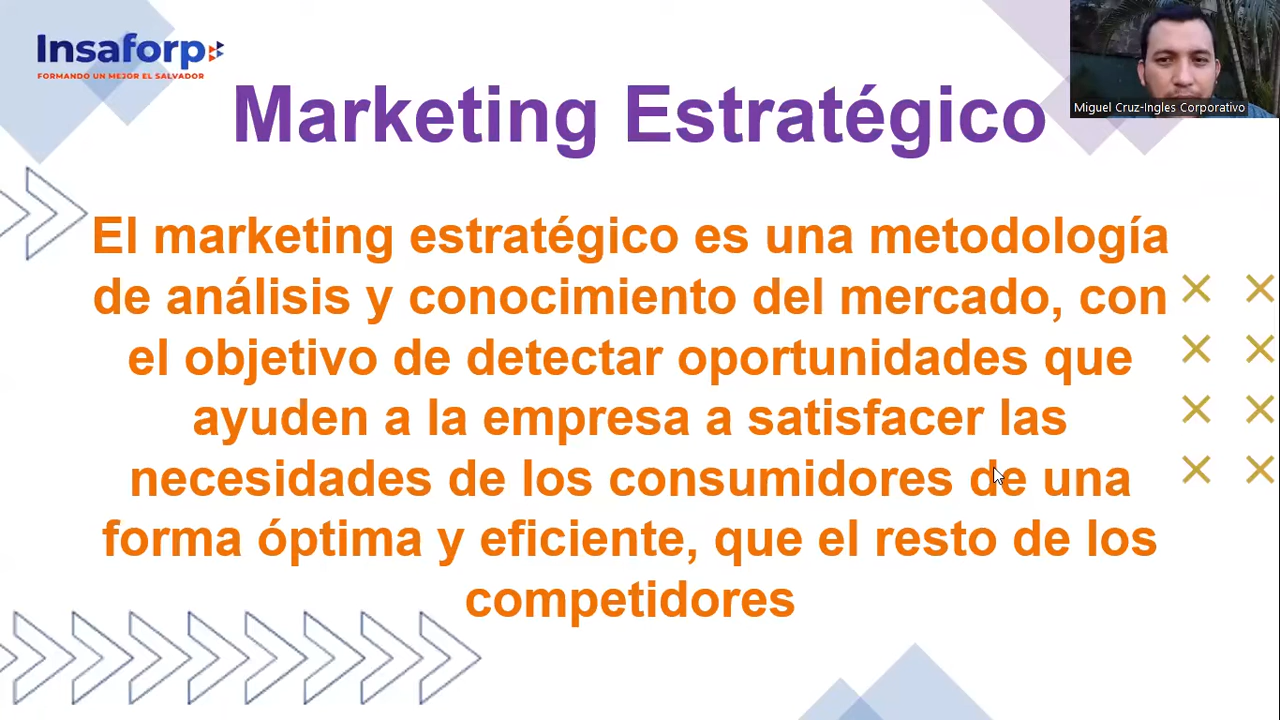 Insaforp
FORMANDO UN MEJOR EL SALVADOR
Miguel Cruz-Ingles Corporativo
Marketing Estratégico
El marketing estratégico es una metodología
de análisis y conocimiento del mercado, con
el objetivo de detectar oportunidades que
ayuden a la empresa a satisfacer las
necesidades de los consumidores de una
forma óptima y eficiente, que el resto de los
competidores